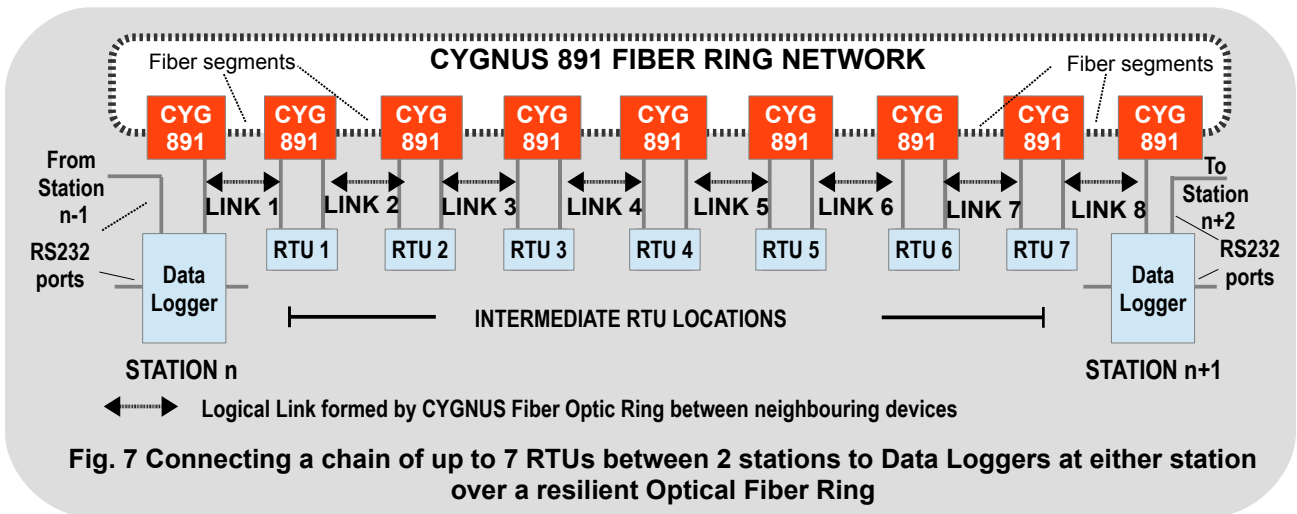 CYGNUS 891 FIBER RING NETWORK
Fiber segments
Fiber segments
CYG
891
CYG
891
CYG
891
CYG
891
CYG
891
CYG
891
CYG
891
CYG
891
CYG
891
From
Station
n-1
LINK 1
LINK 2
LINK 3
LINK 4
LINK 5
LINK 6
LINK 7
LINK 8
To
Station
n+2
RS232
ports
Data
Logger
RTU 1
RTU 2
RTU 3
RTU 4
RTU 5
RTU 6
RTU 7
Data
Logger
RS232
ports
INTERMEDIATE RTU LOCATIONS
STATION n
STATION n+1
Logical Link formed by CYGNUS Fiber Optic Ring between neighbouring devices
Fig. 7 Connecting a chain of up to 7 RTUs between 2 stations to Data Loggers at either station
over a resilient Optical Fiber Ring